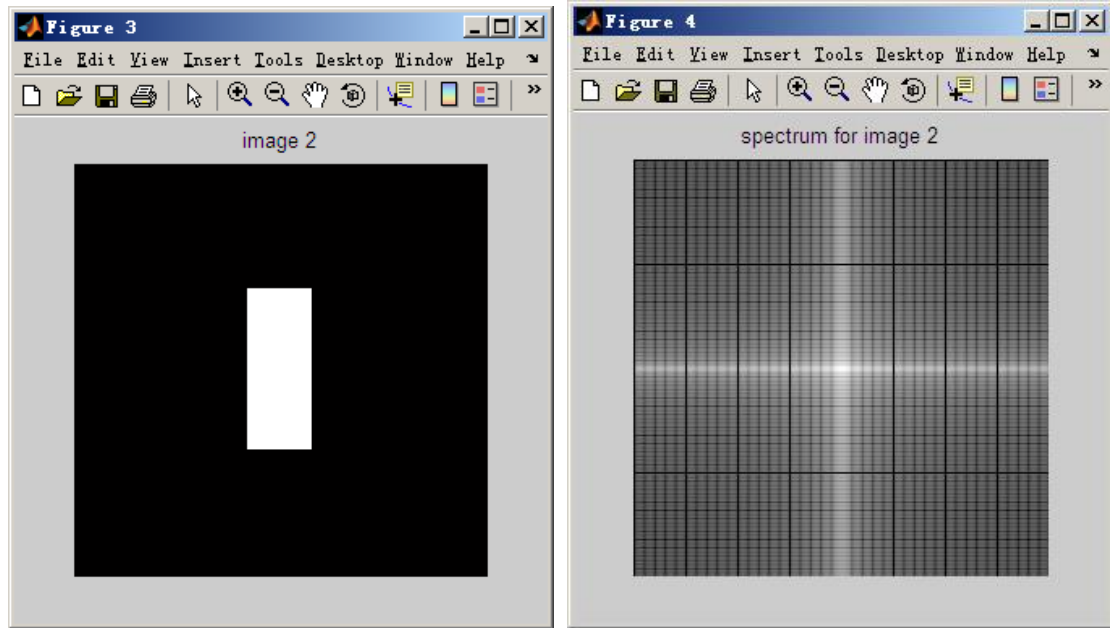 Figure 3
File Edit View Insert Tools Desktop Window Help
»
image 2
Figure 4
File Edit View Insert Tools Desktop Window Help
»
spectrum for image 2